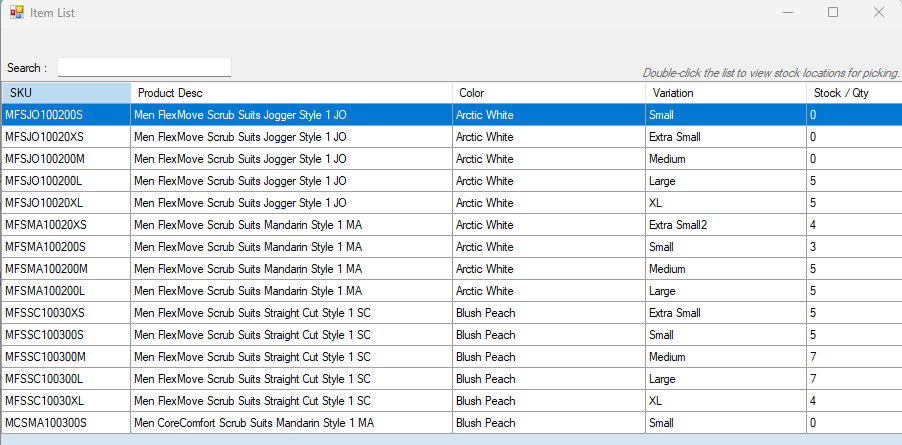 Item List
Search :
Double-click the list to view stock locations for picking.
SKU Product Desc Color Variation Stock / Qty
MFSJO100200S Men FlexMove Scrub Suits Jogger Style 1 JO Arctic White Small 0
MFSJO10020XS Men FlexMove Scrub Suits Jogger Style 1 JO Arctic White Extra Small 0
MFSJO100200M Men FlexMove Scrub Suits Jogger Style 1 JO Arctic White Medium 0
MFSJO100200L Men FlexMove Scrub Suits Jogger Style 1 JO Arctic White Large 5
MFSJO10020XL Men FlexMove Scrub Suits Jogger Style 1 JO Arctic White XL 5
MFSMA10020XS Men FlexMove Scrub Suits Mandarin Style 1 MA Arctic White Extra Small2 4
MFSMA100200S Men FlexMove Scrub Suits Mandarin Style 1 MA Arctic White Small 3
MFSMA100200M Men FlexMove Scrub Suits Mandarin Style 1 MA Arctic White Medium 5
MFSMA100200L Men FlexMove Scrub Suits Mandarin Style 1 MA Arctic White Large 5
MFSSC10030XS Men FlexMove Scrub Suits Straight Cut Style 1 SC Blush Peach Extra Small 5
MFSSC100300S Men FlexMove Scrub Suits Straight Cut Style 1 SC Blush Peach Small 5
MFSSC100300M Men FlexMove Scrub Suits Straight Cut Style 1 SC Blush Peach Medium 7
MFSSC100300L Men FlexMove Scrub Suits Straight Cut Style 1 SC Blush Peach Large 7
MFSSC10030XL Men FlexMove Scrub Suits Straight Cut Style 1 SC Blush Peach XL 4
MCSMA100300S Men CoreComfort Scrub Suits Mandarin Style 1 MA Blush Peach Small 0